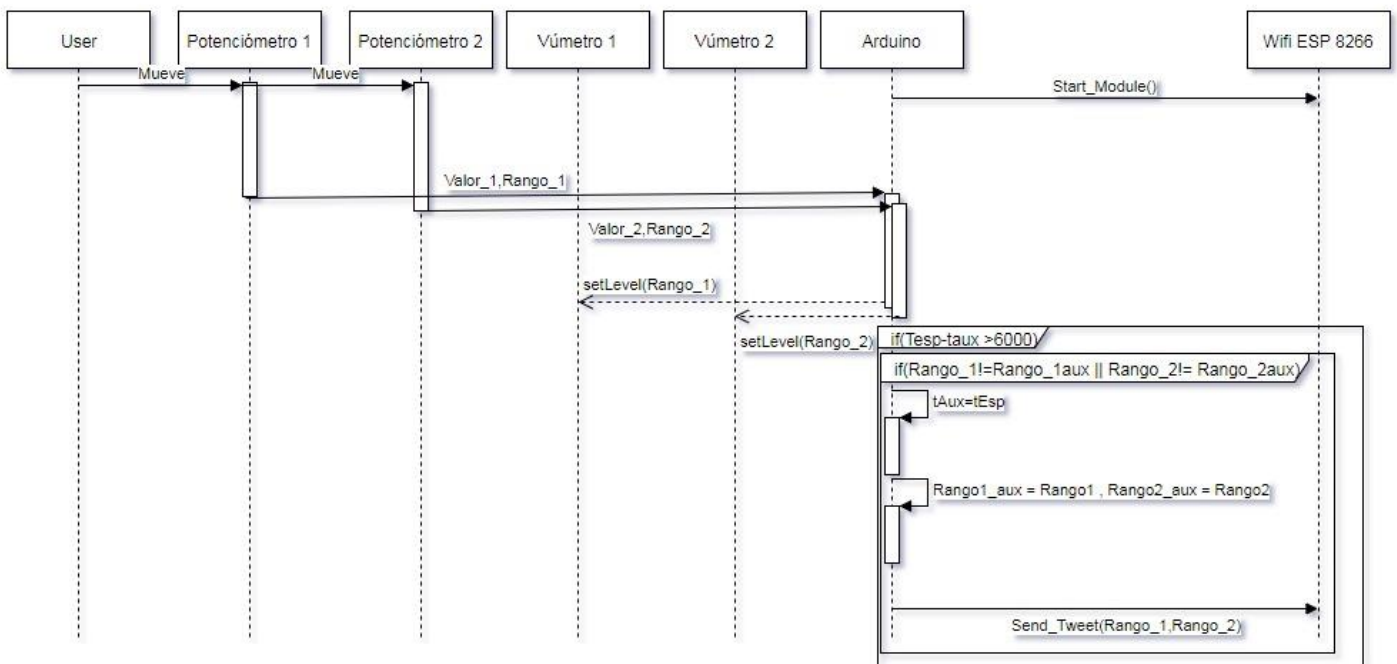 User
Potenciómetro 1
Potenciómetro 2
Vúmetro 1
Vúmetro 2
Arduino
Wifi ESP 8266
Mueve
Mueve
Start_Module()
Valor_1,Rango_1
Valor_2,Rango_2
setLevel(Rango_1)
setLevel(Rango_2)
if(Tesp-taux >6000)
if(Rango_1!=Rango_1aux || Rango_2!= Rango_2aux)
tAux=tEsp
Rango1_aux = Rango1 , Rango2_aux = Rango2
Send_Tweet(Rango_1,Rango_2)